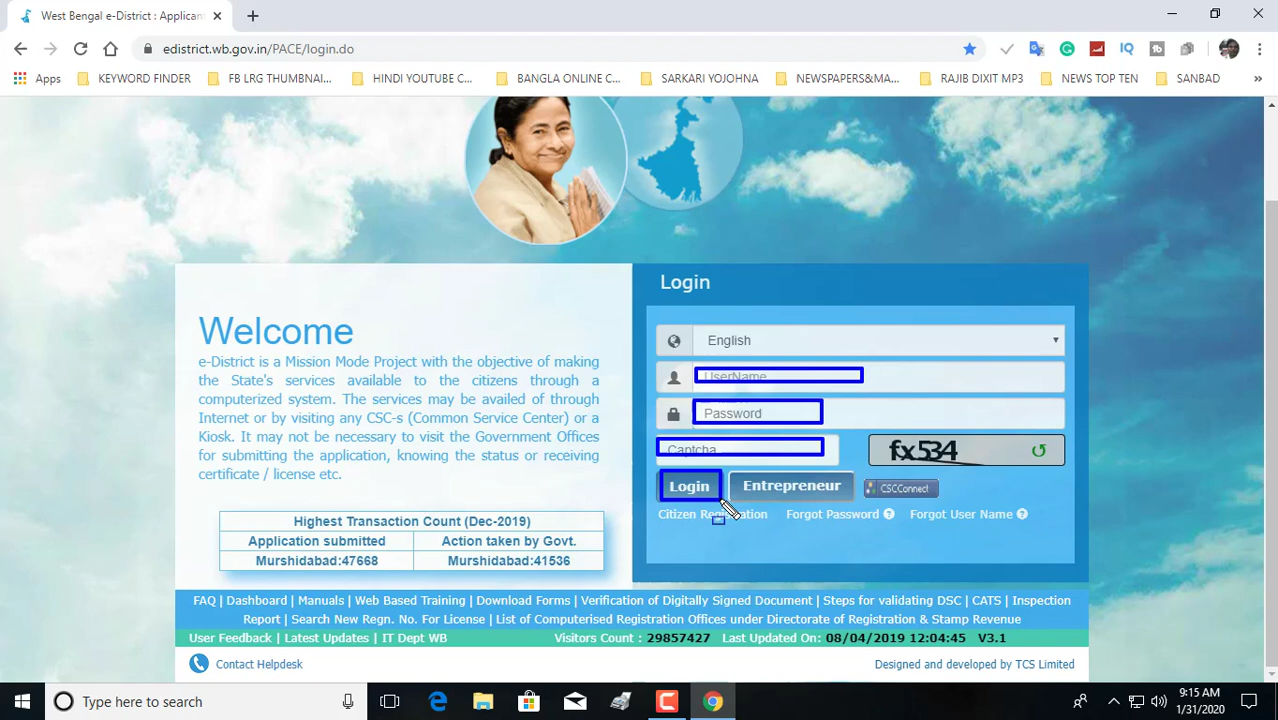 West Bengal e-District : Applican
edistrict.wb.gov.in/PACE/login.do
Apps KEYWORD FINDER FB LRG THUMBNAI... HINDI YOUTUBE C... BANGLA ONLINE C... SARKARI YOJOHNA NEWSPAPERS&MA... RAJIB DIXIT MP3 NEWS TOP TEN SANBAD »
Welcome
e-District is a Mission Mode Project with the objective of making
the State's services available to the citizens through a
computerized system. The services may be availed of through
Internet or by visiting any CSC-s (Common Service Center) or a
Kiosk. It may not be necessary to visit the Government Offices
for submitting the application, knowing the status or receiving
certificate / license etc.
Highest Transaction Count (Dec-2019)
Application submitted Action taken by Govt.
Murshidabad:47668 Murshidabad:41536
Login
English
UserName
Password
Captcha fx534
Login Entrepreneur CSCConnect
Citizen Registration Forgot Password ? Forgot User Name ?
FAQ | Dashboard | Manuals | Web Based Training | Download Forms | Verification of Digitally Signed Document | Steps for validating DSC | CATS | Inspection
Report | Search New Regn. No. For License | List of Computerised Registration Offices under Directorate of Registration & Stamp Revenue
User Feedback | Latest Updates | IT Dept WB Visitors Count : 29857427 Last Updated On: 08/04/2019 12:04:45 V3.1
Contact Helpdesk Designed and developed by TCS Limited
Type here to search
9:15 AM
1/31/2020